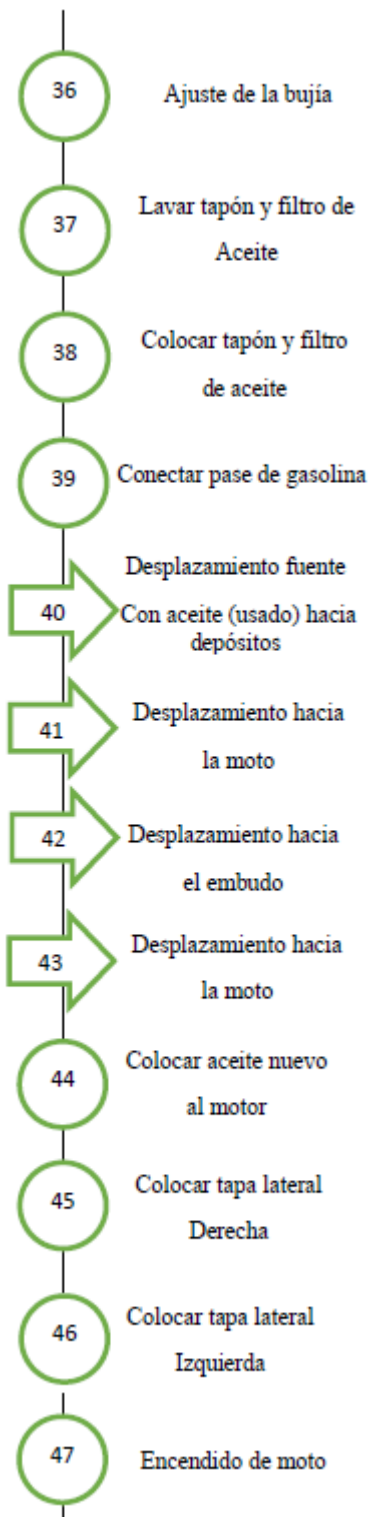 36
Ajuste de la bujía
37
Lavar tapón y filtro de
Aceite
38
Colocar tapón y filtro
de aceite
39
Conectar pase de gasolina
40
Desplazamiento fuente
Con aceite (usado) hacia
depósitos
41
Desplazamiento hacia
la moto
42
Desplazamiento hacia
el embudo
43
Desplazamiento hacia
la moto
44
Colocar aceite nuevo
al motor
45
Colocar tapa lateral
Derecha
46
Colocar tapa lateral
Izquierda
47
Encendido de moto